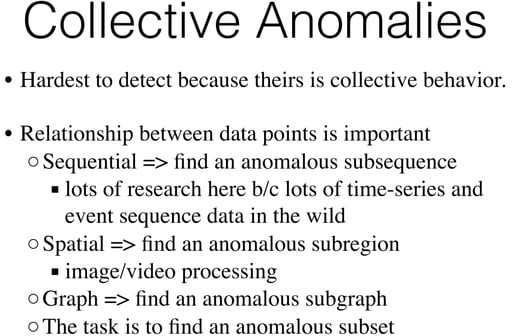 Collective Anomalies
• Hardest to detect because theirs is collective behavior.
• Relationship between data points is important
○ Sequential => find an anomalous subsequence
▪ lots of research here b/c lots of time-series and
event sequence data in the wild
○ Spatial => find an anomalous subregion
▪ image/video processing
○ Graph => find an anomalous subgraph
○ The task is to find an anomalous subset